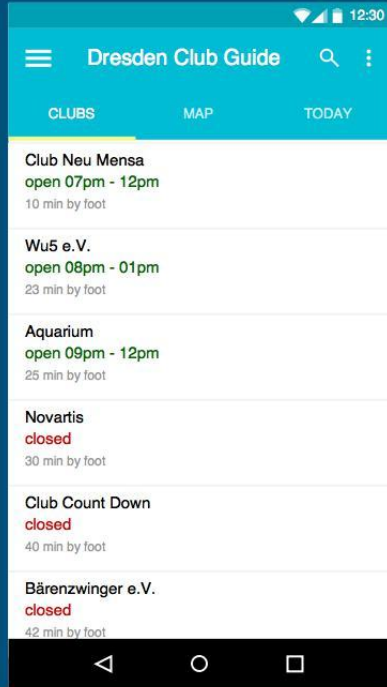 12:30
Dresden Club Guide
CLUBS MAP TODAY
Club Neu Mensa
open 07pm - 12pm
10 min by foot
Wu5 e.V.
open 08pm - 01pm
23 min by foot
Aquarium
open 09pm - 12pm
25 min by foot
Novartis
closed
30 min by foot
Club Count Down
closed
40 min by foot
Bärenzwinger e.V.
closed
42 min by foot